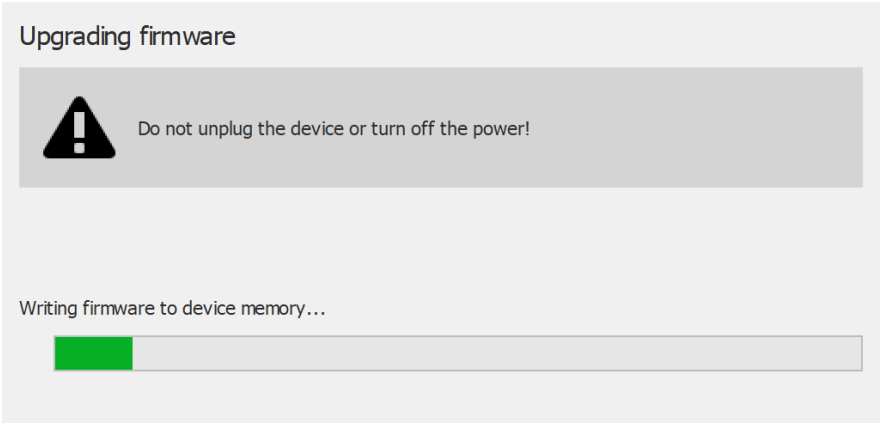 Upgrading firmware
Do not unplug the device or turn off the power!
Writing firmware to device memory...